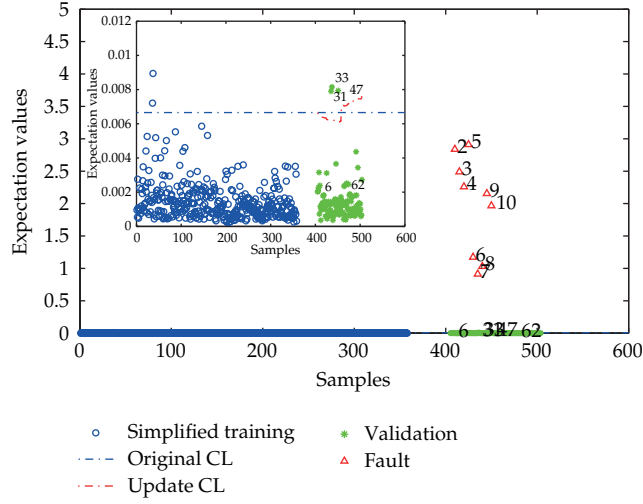 5
4.5
4
3.5
3
2.5
2
1.5
1
0.5
0
0 100 200 300 400 500 600
Expectation values
Samples
0.012
0.01
0.008
0.006
0.004
0.002
0
0 100 200 300 400 500 600
Expectation values
Samples
33
31 47
6 62
2 5
3
4 9
10
6
8
7
6 33 47 62
Simplified training
Original CL
Update CL
Validation
Fault